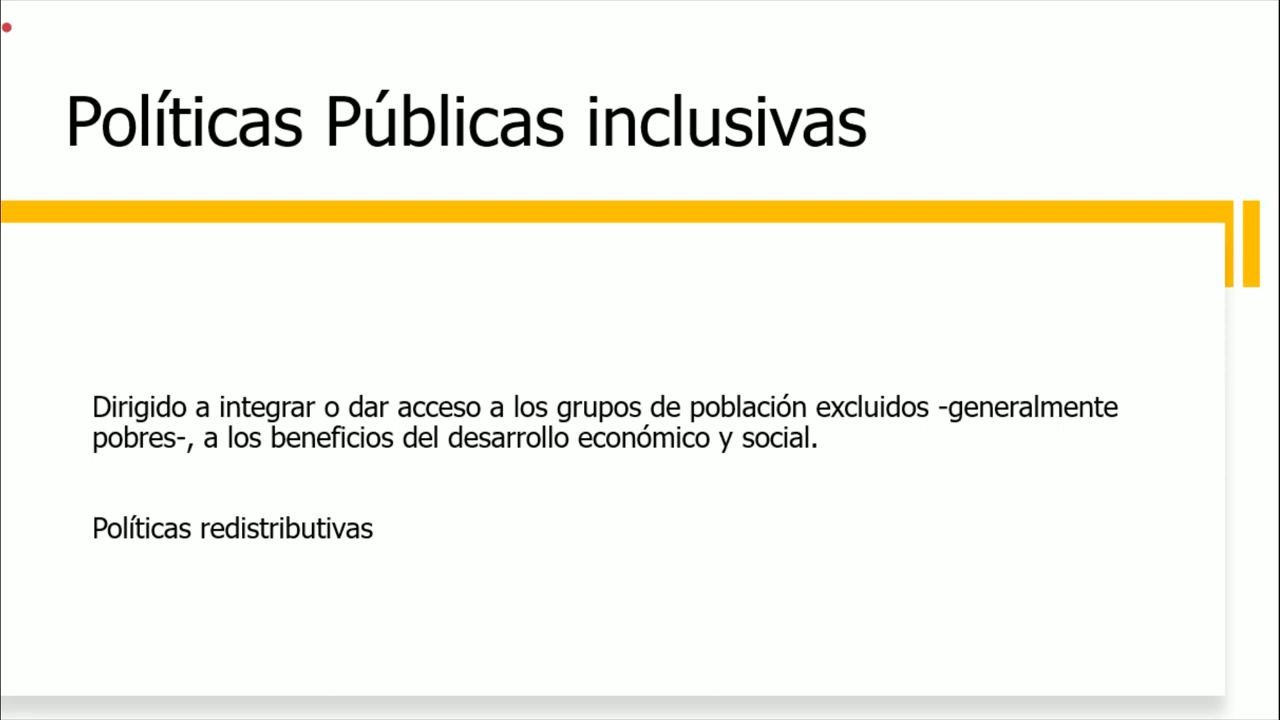 Políticas Públicas inclusivas
Dirigido a integrar o dar acceso a los grupos de población excluidos -generalmente
pobres-, a los beneficios del desarrollo económico y social.
Políticas redistributivas